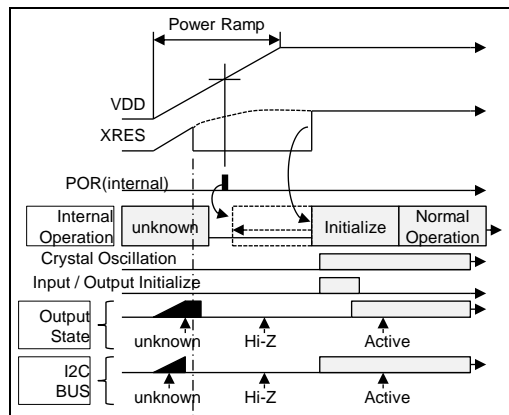 Power Ramp
VDD
XRES
POR(internal)
Internal
Operation
unknown
Initialize
Normal
Operation
Crystal Oscillation
Input / Output Initialize
Output
State
unknown
Hi-Z
Active
I2C
BUS
unknown
Hi-Z
Active